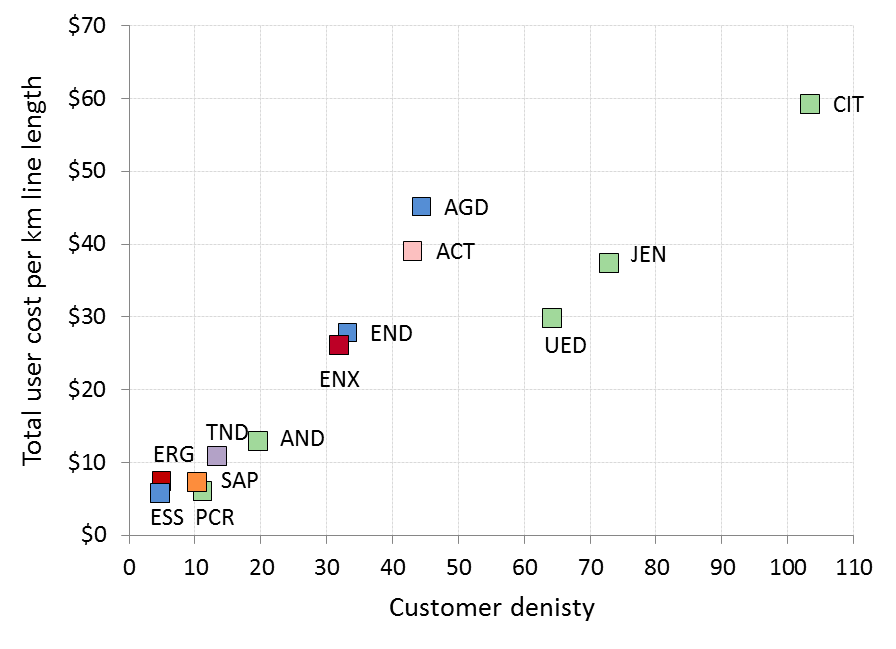 $70
$60
$50
$40
$30
$20
$10
$0
Total user cost per km line length
CIT
AGD
ACT
JEN
END
UED
ENX
TND
AND
ERG
SAP
ESS
PCR
0 10 20 30 40 50 60 70 80 90 100 110
Customer denisty